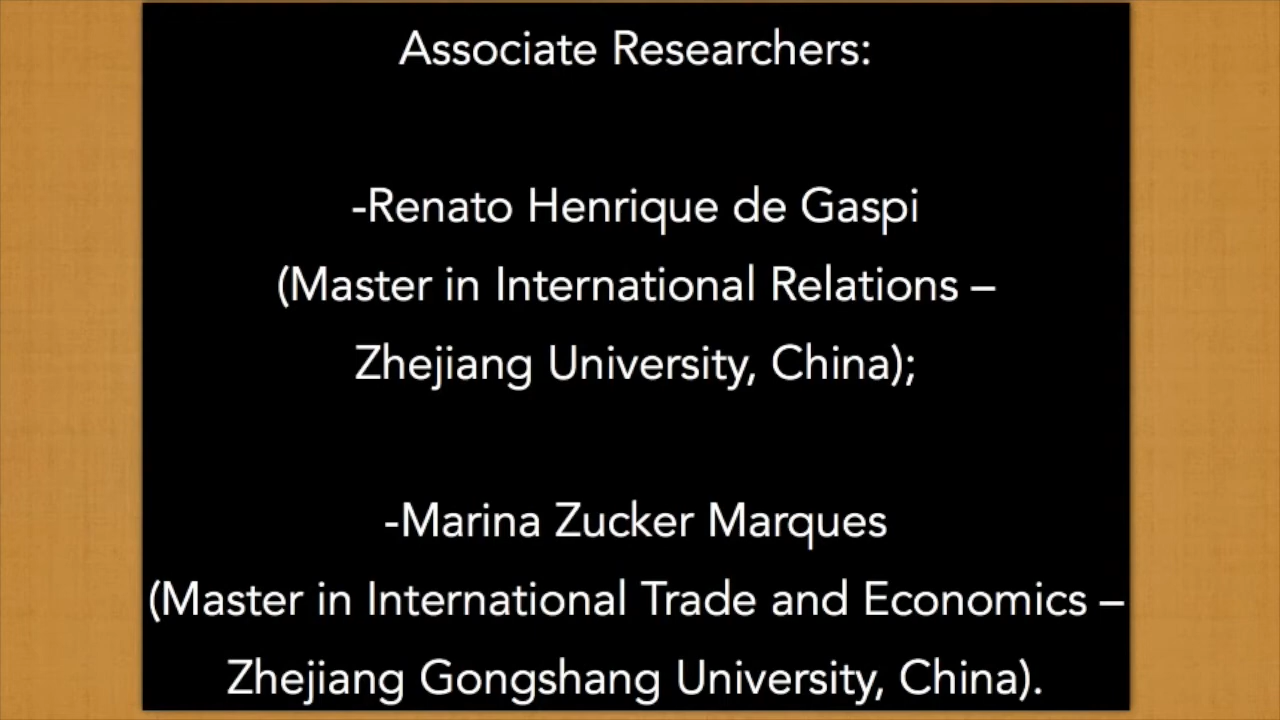 Associate Researchers:
-Renato Henrique de Gaspi
(Master in International Relations –
Zhejiang University, China);
-Marina Zucker Marques
(Master in International Trade and Economics –
Zhejiang Gongshang University, China).